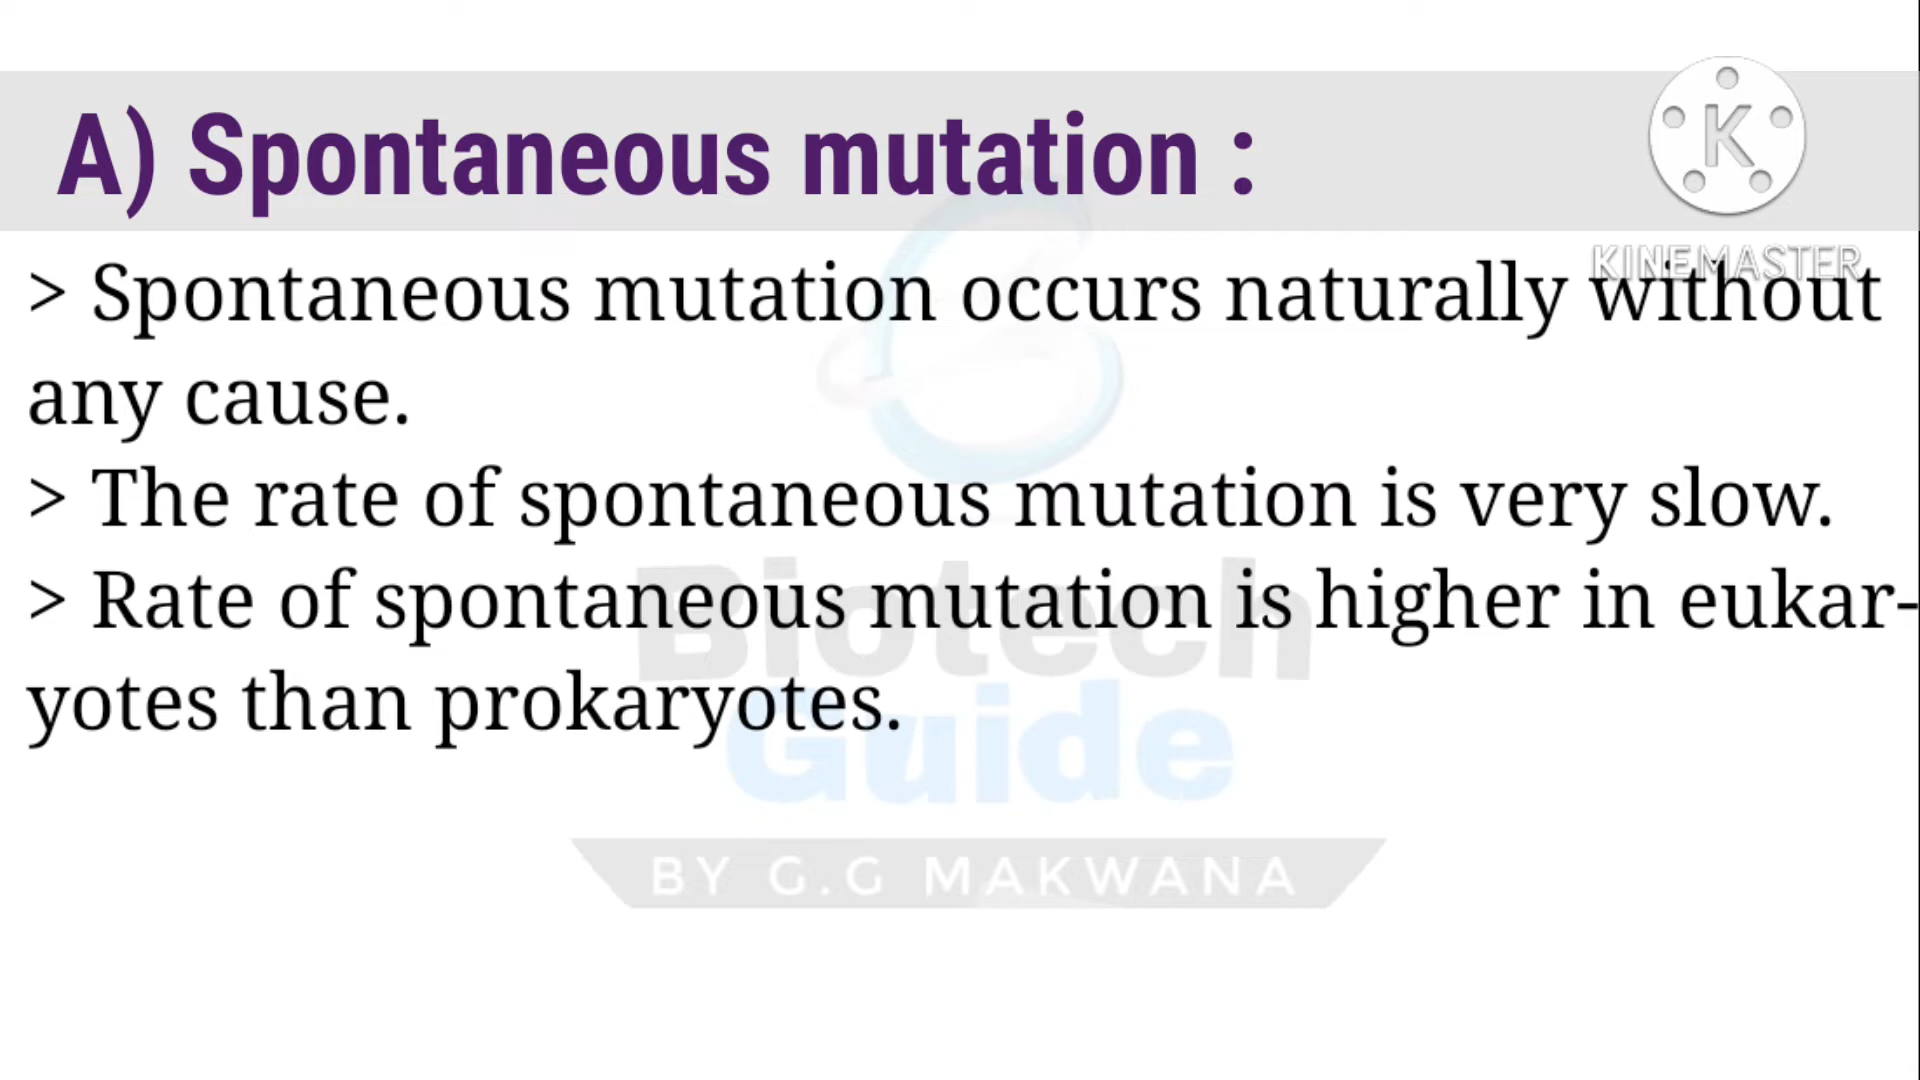 A) Spontaneous mutation :
K
KINEMASTER
> Spontaneous mutation occurs naturally without
any cause.
> The rate of spontaneous mutation is very slow.
> Rate of spontaneous mutation is higher in eukar-
yotes than prokaryotes.
Biotech
Guide
BY G.G MAKWANA